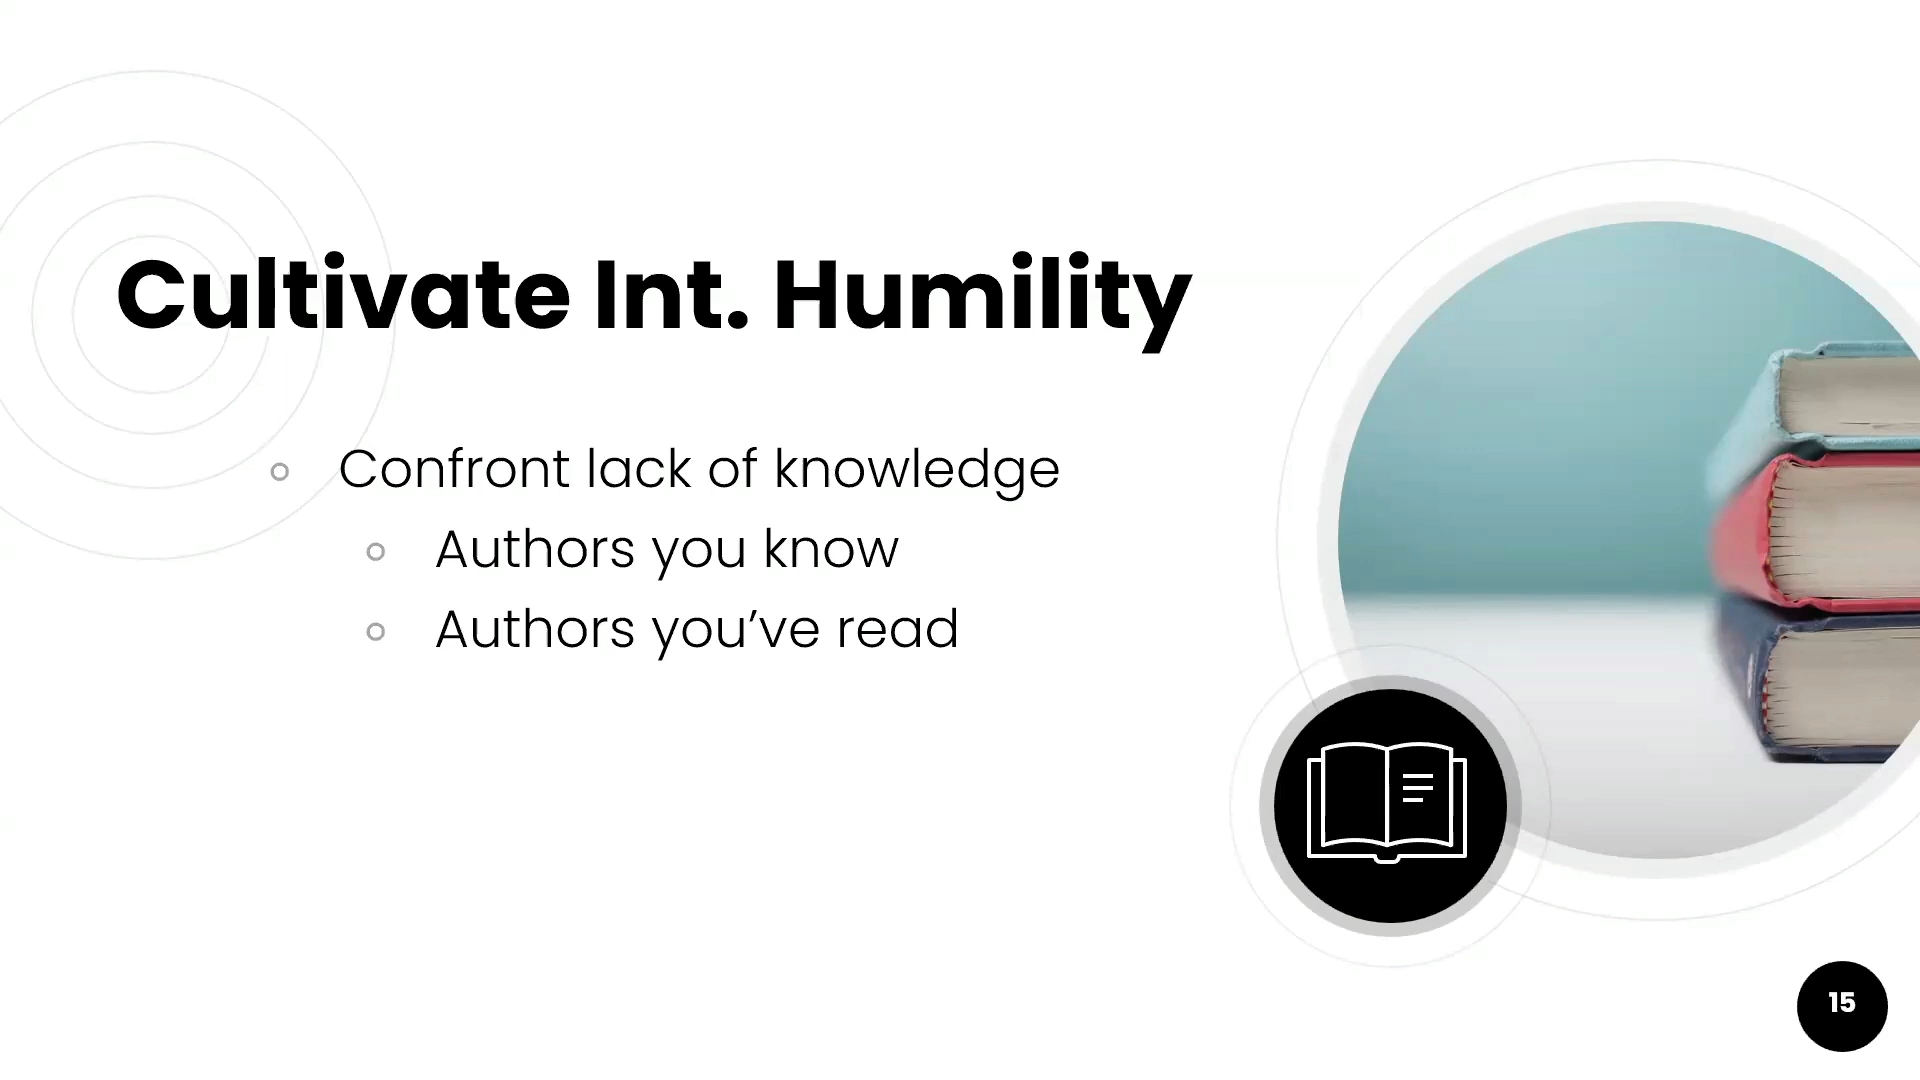 Cultivate Int. Humility
Confront lack of knowledge
Authors you know
Authors you’ve read
15